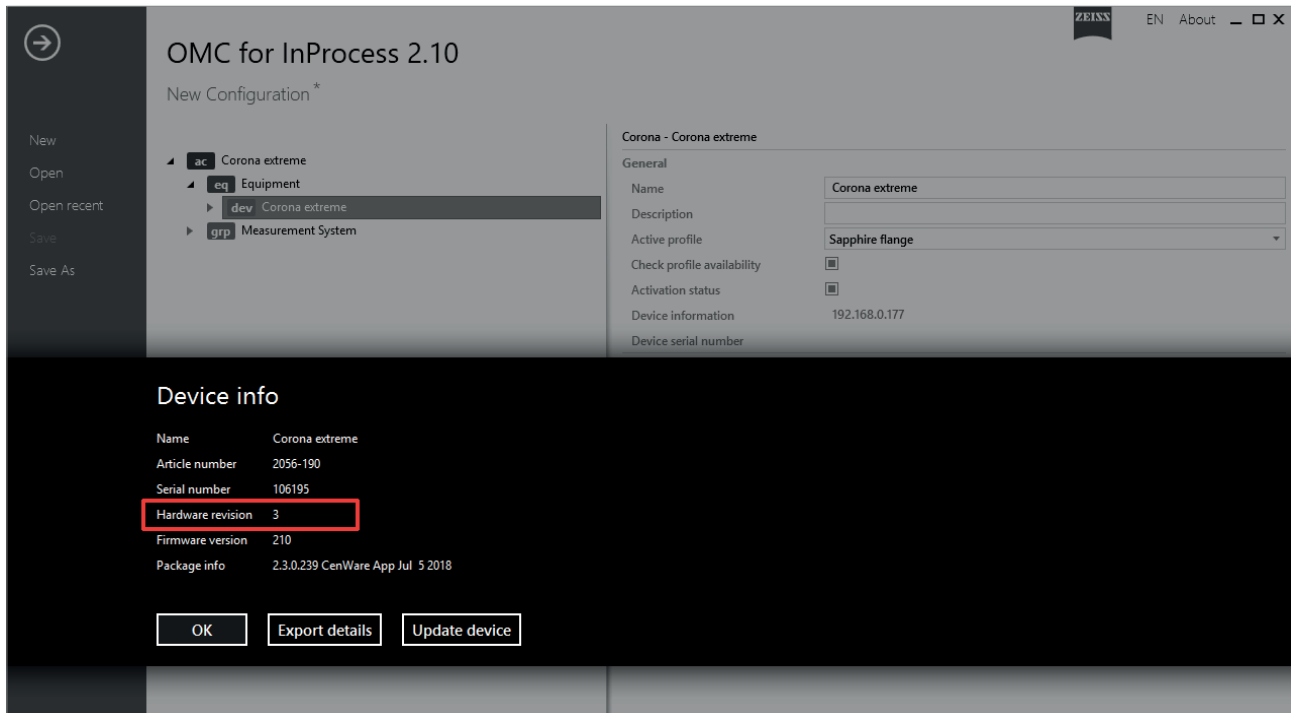 ZEISS
EN About
OMC for InProcess 2.10
New Configuration *
New
Open
Open recent
Save
Save As
ac Corona extreme
eq Equipment
dev Corona extreme
grp Measurement System
Corona - Corona extreme
General
Name Corona extreme
Description
Active profile Sapphire flange
Check profile availability
Activation status
Device information 192.168.0.177
Device serial number
Device info
Name Corona extreme
Article number 2056-190
Serial number 106195
Hardware revision 3
Firmware version 210
Package info 2.3.0.239 CenWare App Jul 5 2018
OK Export details Update device